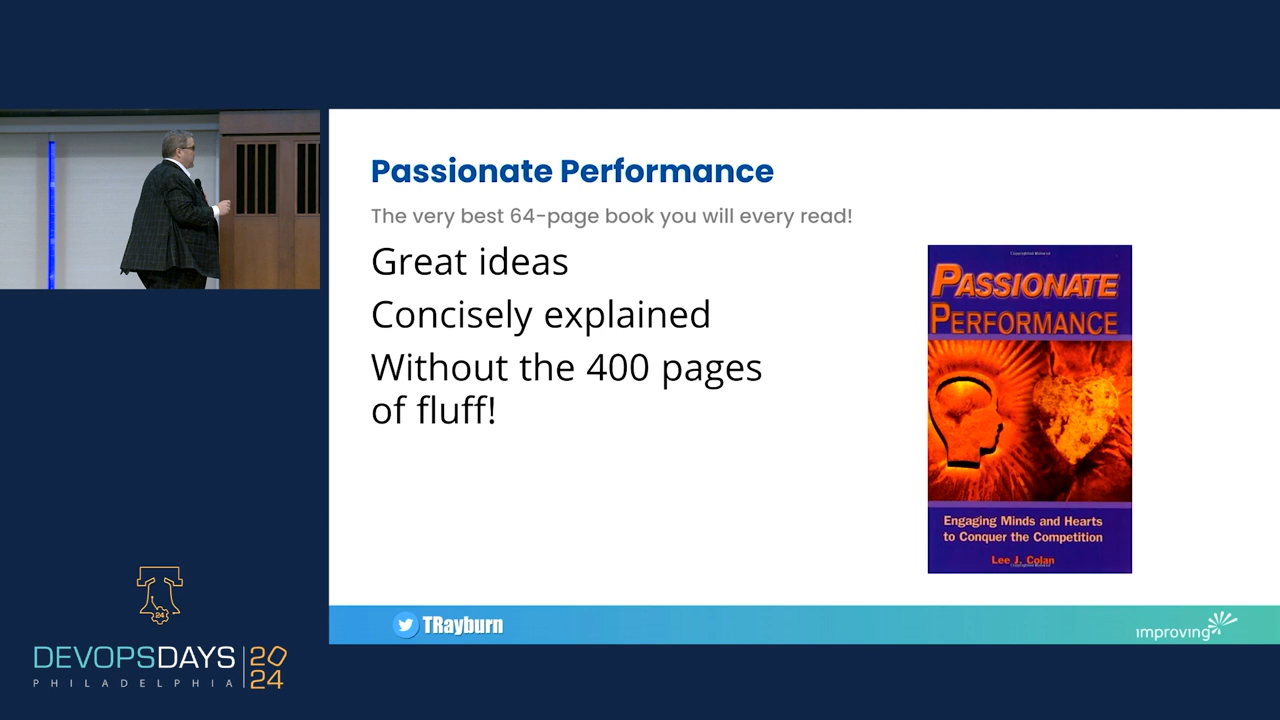 Passionate Performance
The very best 64-page book you will every read!
Great ideas
Concisely explained
Without the 400 pages
of fluff!
PASSIONATE
PERFORMANCE
Engaging Minds and Hearts
to Conquer the Competition
Lee J. Colan
TRayburn
improving
24
DEVOPSDAYS
PHILADELPHIA
20
24